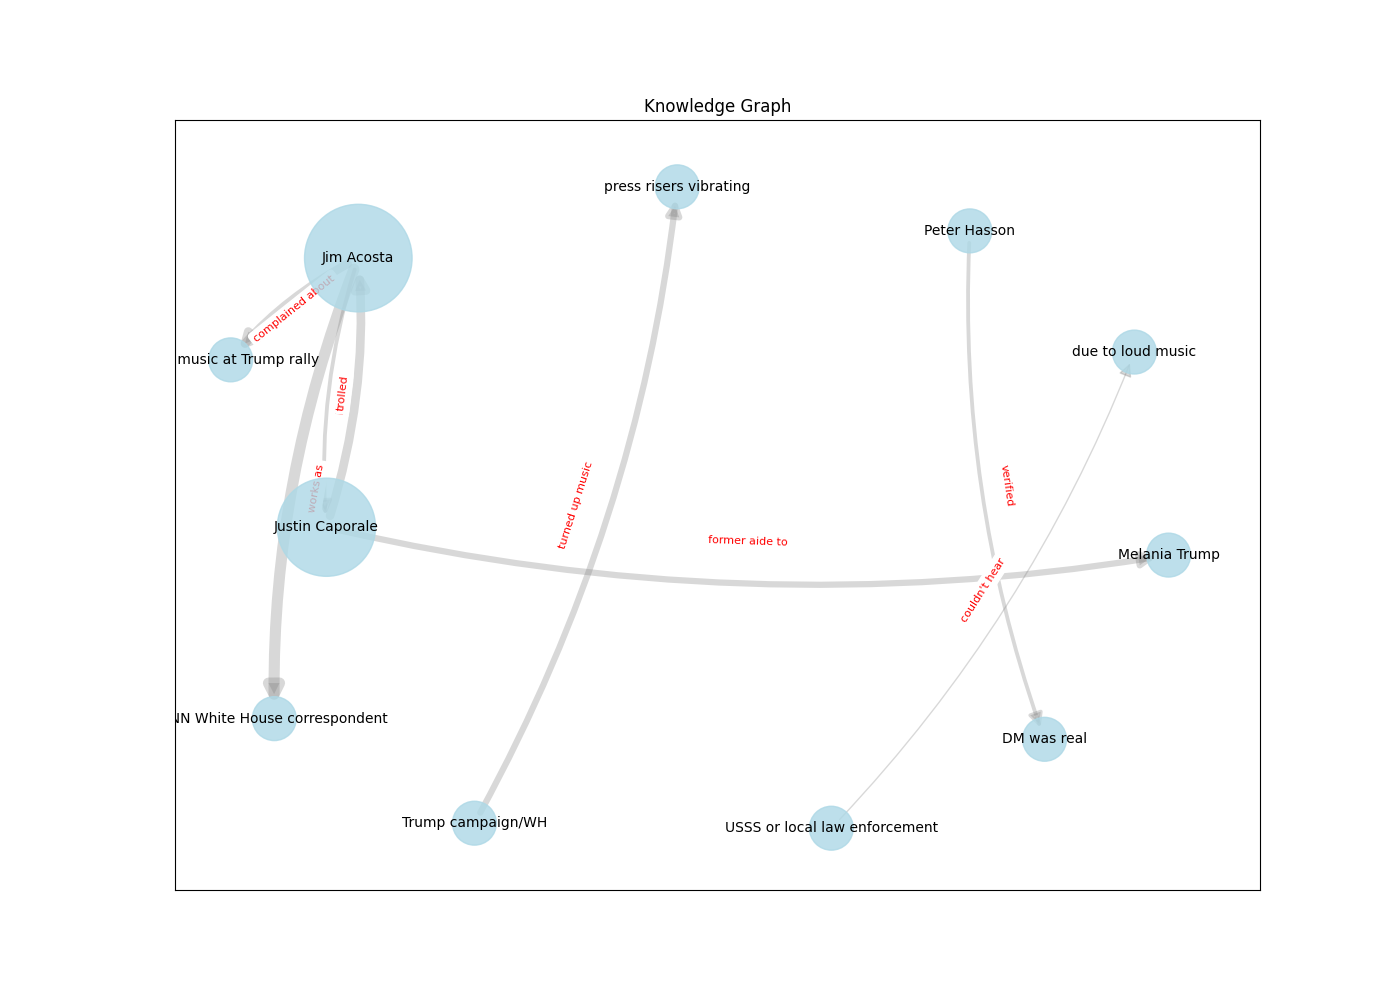 Knowledge Graph
press risers vibrating
Peter Hasson
Jim Acosta
complained about
music at Trump rally
due to loud music
trolled
works as
verified
turned up music
Justin Caporale
former aide to
Melania Trump
couldn't hear
NN White House correspondent
DM was real
Trump campaign/WH
USSS or local law enforcement